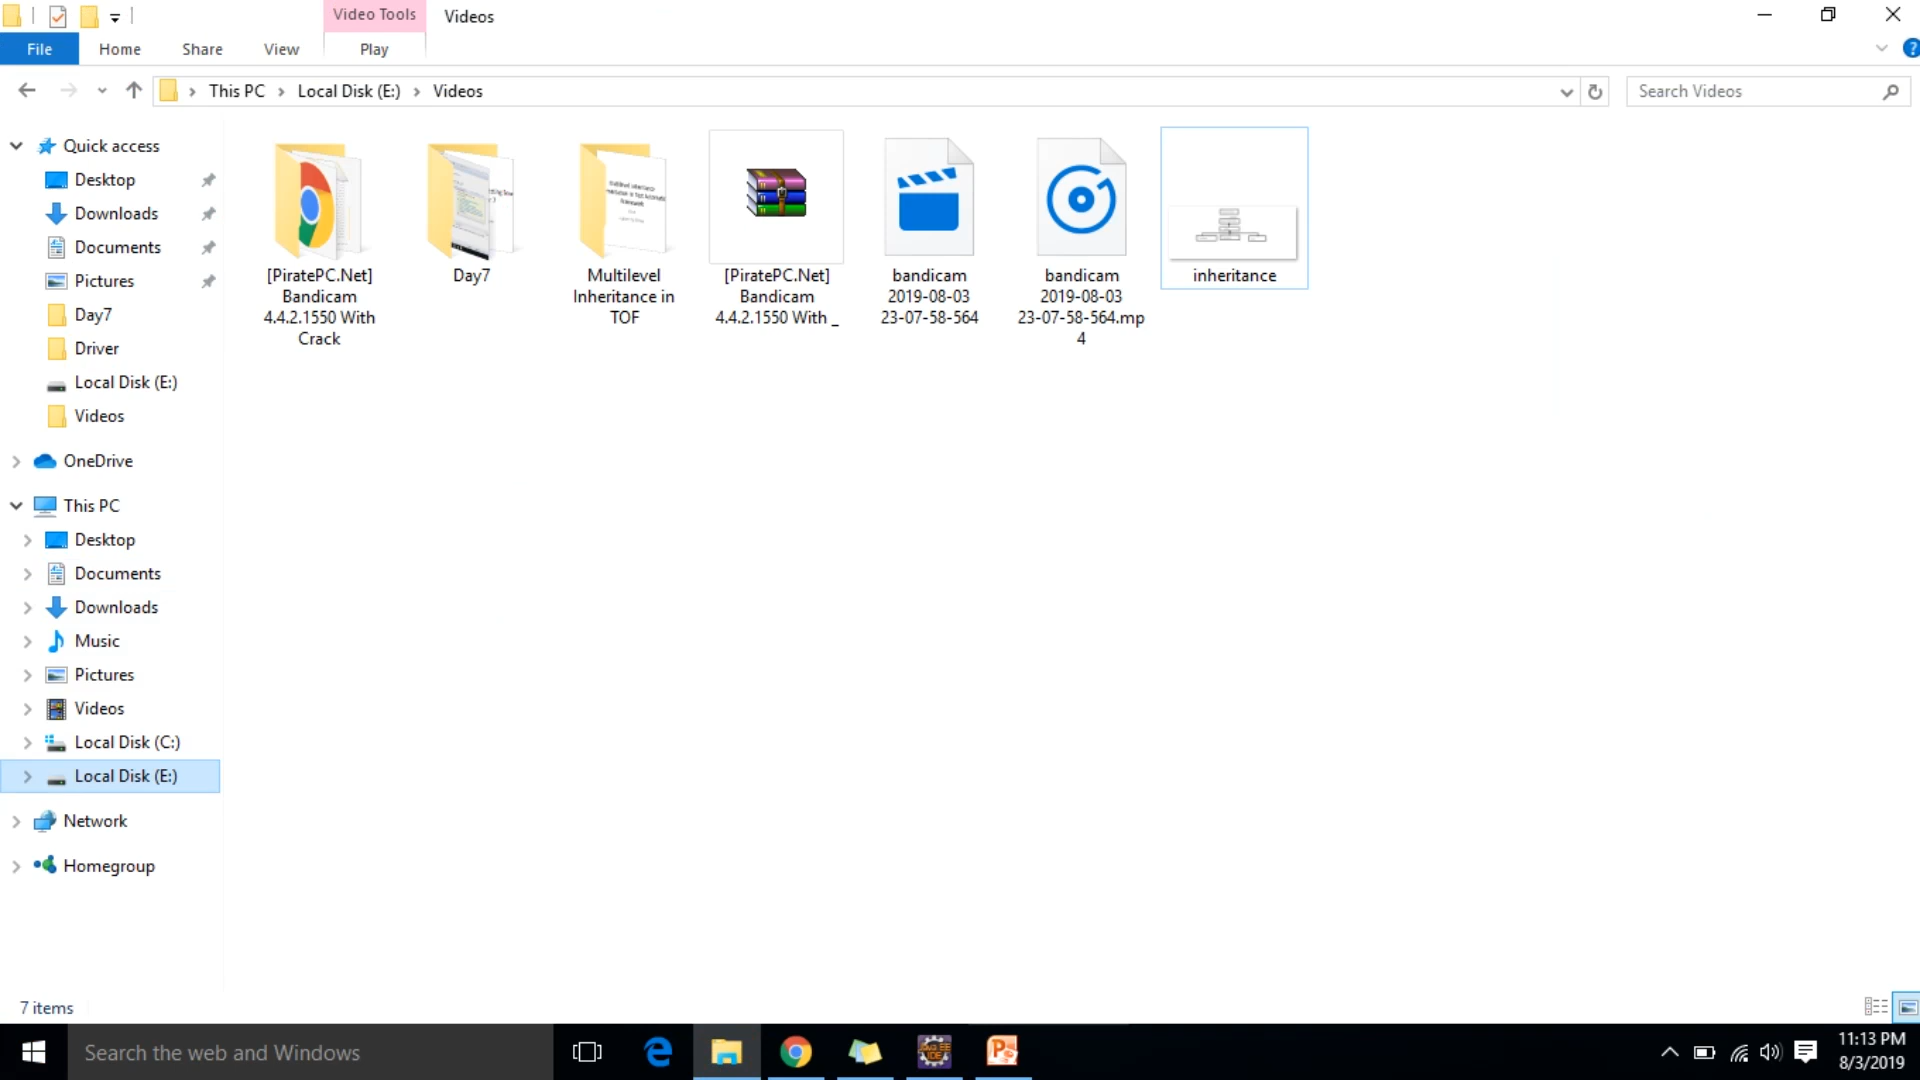 Video Tools
Videos
File
Home
Share
View
Play
This PC
Local Disk (E:)
Videos
Search Videos
Quick access
Desktop
Downloads
Documents
Pictures
Day7
Driver
Local Disk (E:)
Videos
OneDrive
This PC
Desktop
Documents
Downloads
Music
Pictures
Videos
Local Disk (C:)
Local Disk (E:)
Network
Homegroup
[PiratePC.Net]
Bandicam
4.4.2.1550 With
Crack
Day7
Multilevel
Inheritance in
TOF
[PiratePC.Net]
Bandicam
4.4.2.1550 With _
bandicam
2019-08-03
23-07-58-564
bandicam
2019-08-03
23-07-58-564.mp
4
inheritance
7 items
Search the web and Windows
11:13 PM
8/3/2019